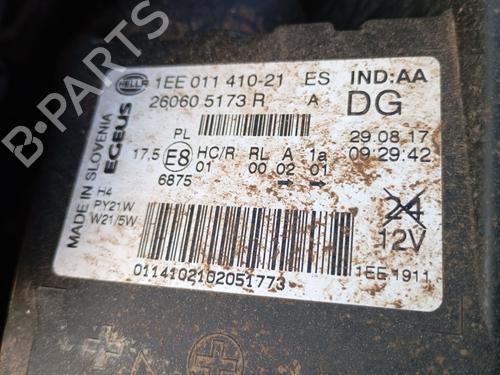 HELLA 1EE 011 410-21 ES IND:AA
26060 5173 R A DG
MADE IN SLOVENIA
EGEUS
PL
29.08.17
17,5 E8 HC/R RL A 1a 09:29:42
01 00 02 01
6875 → →
H4
PY21W
W21/5W
24
12V
0114102102051773
1EE 1911
B PARTS